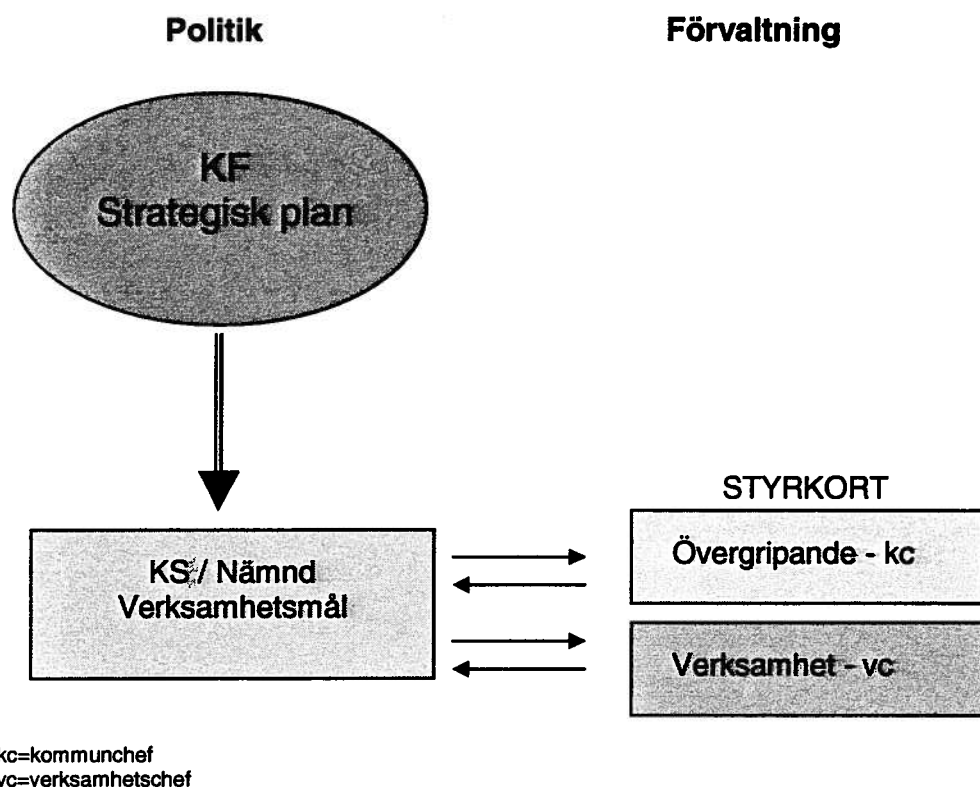 Politik
Förvaltning
KF
Strategisk plan
STYRKORT
KS / Nämnd
Verksamhetsmål
Övergripande - kc
Verksamhet - vc
kc=kommunchef
vc=verksamhetschef